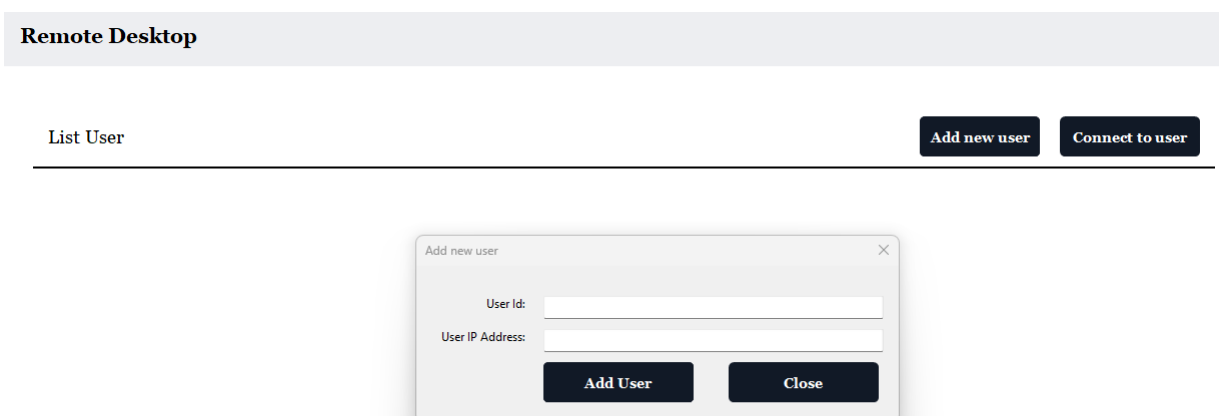 Remote Desktop
List User
Add new user
Connect to user
Add new user
User Id:
User IP Address:
Add User
Close